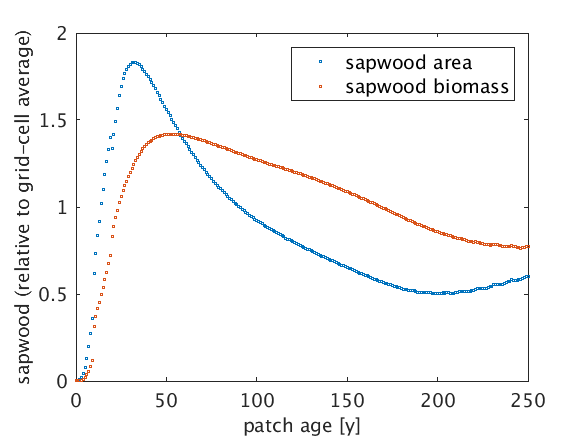 2
1.5
1
0.5
0
0
50
100
150
200
250
sapwood (relative to grid-cell average)
patch age [y]
sapwood area
sapwood biomass